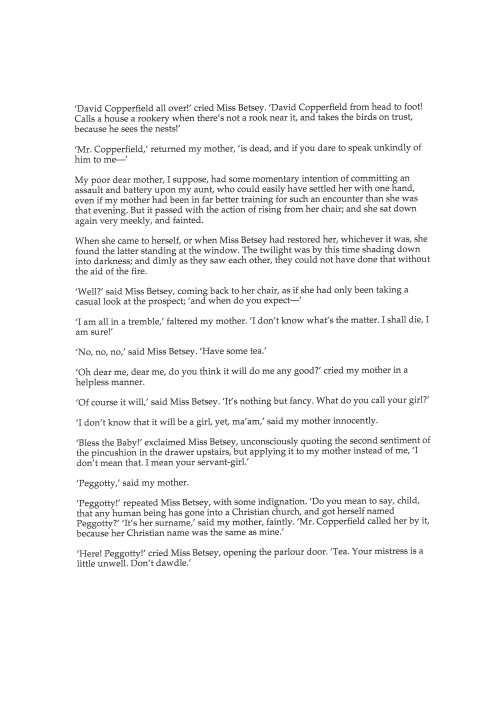 ‘David Copperfield all over!’ cried Miss Betsey. ‘David Copperfield from head to foot!
Calls a house a rookery when there’s not a rook near it, and takes the birds on trust,
because he sees the nests!’
‘Mr. Copperfield,’ returned my mother, ‘is dead, and if you dare to speak unkindly of
him to me—’
My poor dear mother, I suppose, had some momentary intention of committing an
assault and battery upon my aunt, who could easily have settled her with one hand,
even if my mother had been in far better training for such an encounter than she was
that evening. But it passed with the action of rising from her chair; and she sat down
again very meekly, and fainted.
When she came to herself, or when Miss Betsey had restored her, whichever it was, she
found the latter standing at the window. The twilight was by this time shading down
into darkness; and dimly as they saw each other, they could not have done that without
the aid of the fire.
‘Well?’ said Miss Betsey, coming back to her chair, as if she had only been taking a
casual look at the prospect; ‘and when do you expect—’
‘I am all in a tremble,’ faltered my mother. ‘I don’t know what’s the matter. I shall die, I
am sure!’
‘No, no, no,’ said Miss Betsey. ‘Have some tea.’
‘Oh dear me, dear me, do you think it will do me any good?’ cried my mother in a
helpless manner.
‘Of course it will,’ said Miss Betsey. ‘It’s nothing but fancy. What do you call your girl?’
‘I don’t know that it will be a girl, yet, ma’am,’ said my mother innocently.
‘Bless the Baby!’ exclaimed Miss Betsey, unconsciously quoting the second sentiment of
the pincushion in the drawer upstairs, but applying it to my mother instead of me, ‘I
don’t mean that. I mean your servant-girl.’
‘Peggotty,’ said my mother.
‘Peggotty!’ repeated Miss Betsey, with some indignation. ‘Do you mean to say, child,
that any human being has gone into a Christian church, and got herself named
Peggotty?’ ‘It’s her surname,’ said my mother, faintly. ‘Mr. Copperfield called her by it,
because her Christian name was the same as mine.’
‘Here! Peggotty!’ cried Miss Betsey, opening the parlour door. ‘Tea. Your mistress is a
little unwell. Don’t dawdle.’